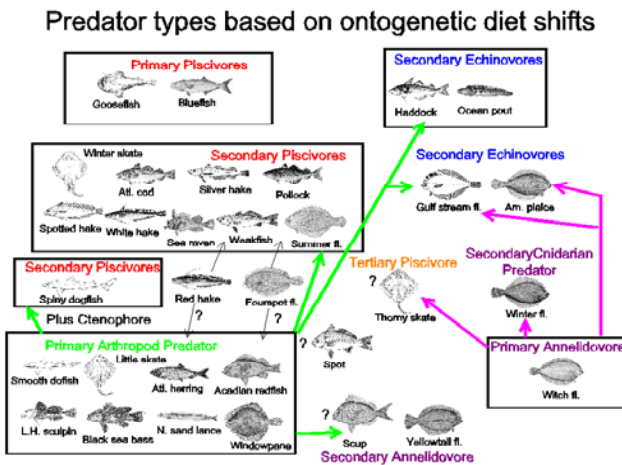 Predator types based on ontogenetic diet shifts
Primary Piscivores
Goosefish
Bluefish
Secondary Echinovores
Haddock
Ocean pout
Winter skate
Secondary Piscivores
Atl. cod
Silver hake
Pollock
Spotted hake
White hake
Sea raven
Weakfish
Summer fl.
Secondary Echinovores
Gulf stream fl.
Am. plaice
Secondary Piscivores
Spiny dogfish
Plus Ctenophore
Red hake
Fourspot fl.
?
?
Tertiary Piscivore
?
Thorny skate
SecondaryCnidarian
Predator
Winter fl.
Primary Arthropod Predator
Little skate
Smooth dofish
Atl. herring
Acadian redfish
L.H. sculpin
Black sea bass
N. sand lance
Windowpane
?
Spot
Primary Annelidovore
Witch fl.
?
Scup
Yellowtail fl.
Secondary Annelidovore